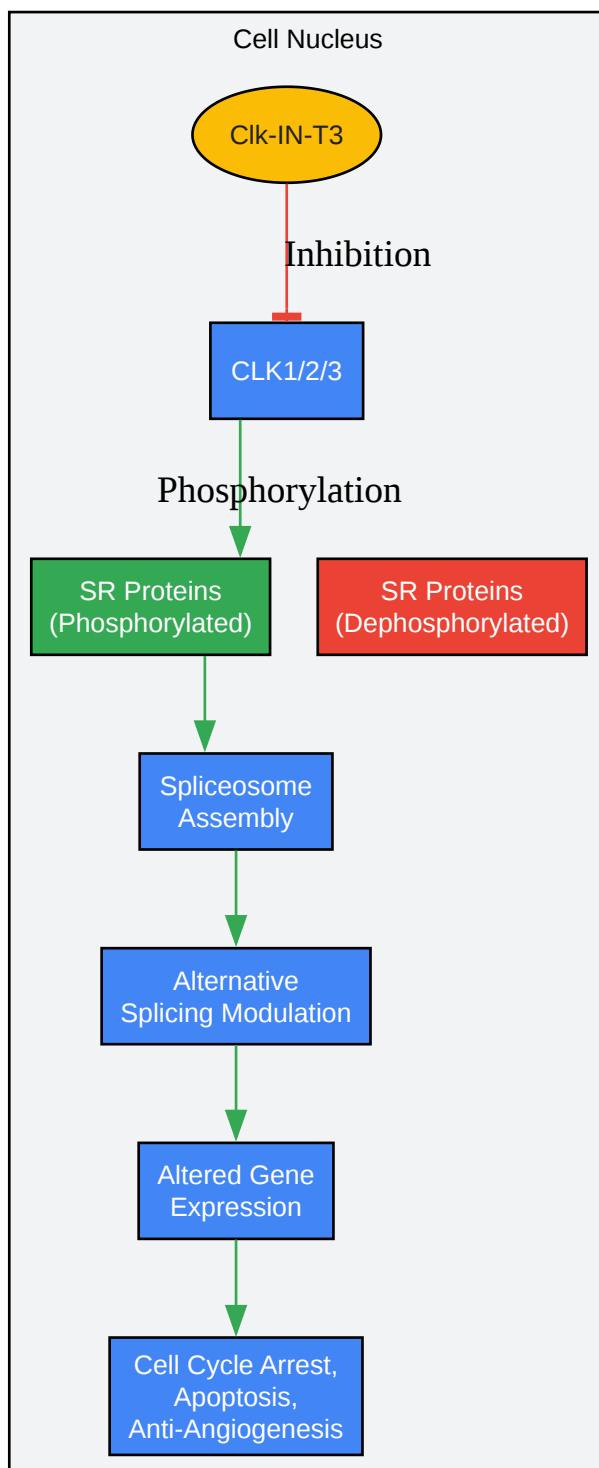 Cell Nucleus
Clk-IN-T3
Inhibition
CLK1/2/3
Phosphorylation
SR Proteins
(Phosphorylated)
SR Proteins
(Dephosphorylated)
Spliceosome
Assembly
Alternative
Splicing Modulation
Altered Gene
Expression
Cell Cycle Arrest,
Apoptosis,
Anti-Angiogenesis